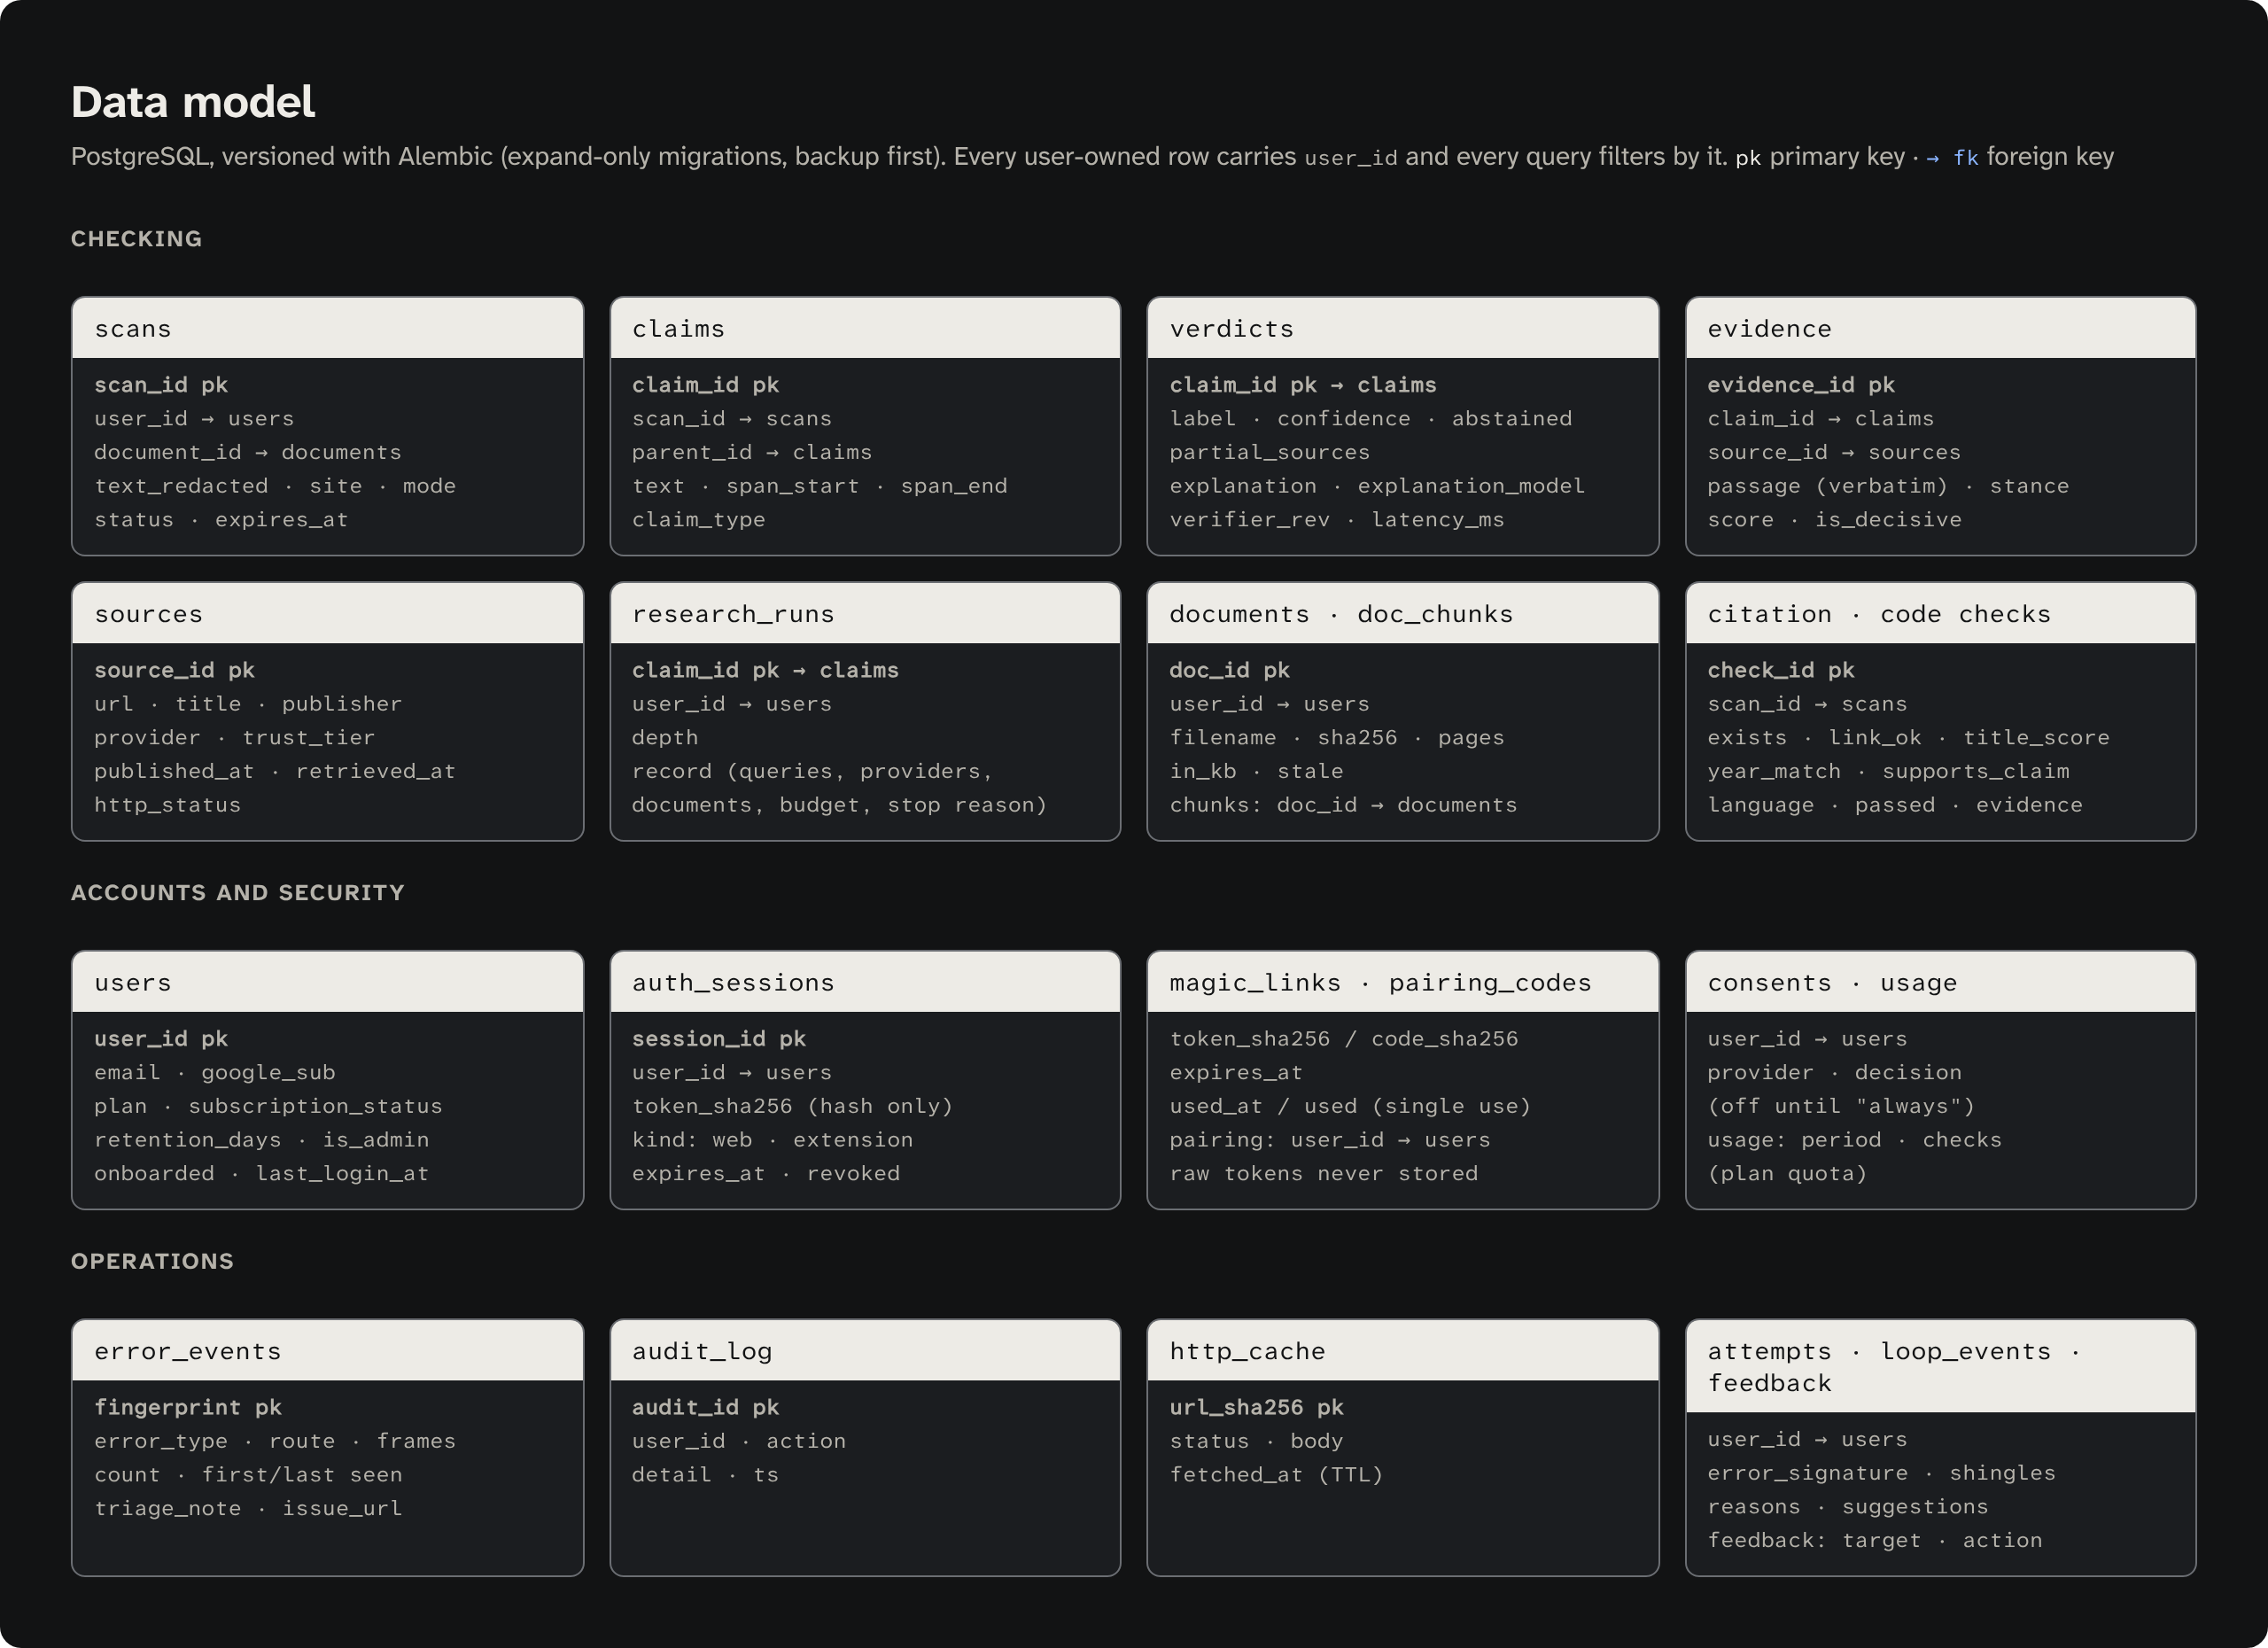 Data model
PostgreSQL, versioned with Alembic (expand-only migrations, backup first). Every user-owned row carries user_id and every query filters by it. pk primary key · → fk foreign key
CHECKING
scans
scan_id pk
user_id → users
document_id → documents
text_redacted · site · mode
status · expires_at
claims
claim_id pk
scan_id → scans
parent_id → claims
text · span_start · span_end
claim_type
verdicts
claim_id pk → claims
label · confidence · abstained
partial_sources
explanation · explanation_model
verifier_rev · latency_ms
evidence
evidence_id pk
claim_id → claims
source_id → sources
passage (verbatim) · stance
score · is_decisive
sources
source_id pk
url · title · publisher
provider · trust_tier
published_at · retrieved_at
http_status
research_runs
claim_id pk → claims
user_id → users
depth
record (queries, providers,
documents, budget, stop reason)
documents · doc_chunks
doc_id pk
user_id → users
filename · sha256 · pages
in_kb · stale
chunks: doc_id → documents
citation · code checks
check_id pk
scan_id → scans
exists · link_ok · title_score
year_match · supports_claim
language · passed · evidence
ACCOUNTS AND SECURITY
users
user_id pk
email · google_sub
plan · subscription_status
retention_days · is_admin
onboarded · last_login_at
auth_sessions
session_id pk
user_id → users
token_sha256 (hash only)
kind: web · extension
expires_at · revoked
magic_links · pairing_codes
token_sha256 / code_sha256
expires_at
used_at / used (single use)
pairing: user_id → users
raw tokens never stored
consents · usage
user_id → users
provider · decision
(off until "always")
usage: period · checks
(plan quota)
OPERATIONS
error_events
fingerprint pk
error_type · route · frames
count · first/last seen
triage_note · issue_url
audit_log
audit_id pk
user_id · action
detail · ts
http_cache
url_sha256 pk
status · body
fetched_at (TTL)
attempts · loop_events ·
feedback
user_id → users
error_signature · shingles
reasons · suggestions
feedback: target · action